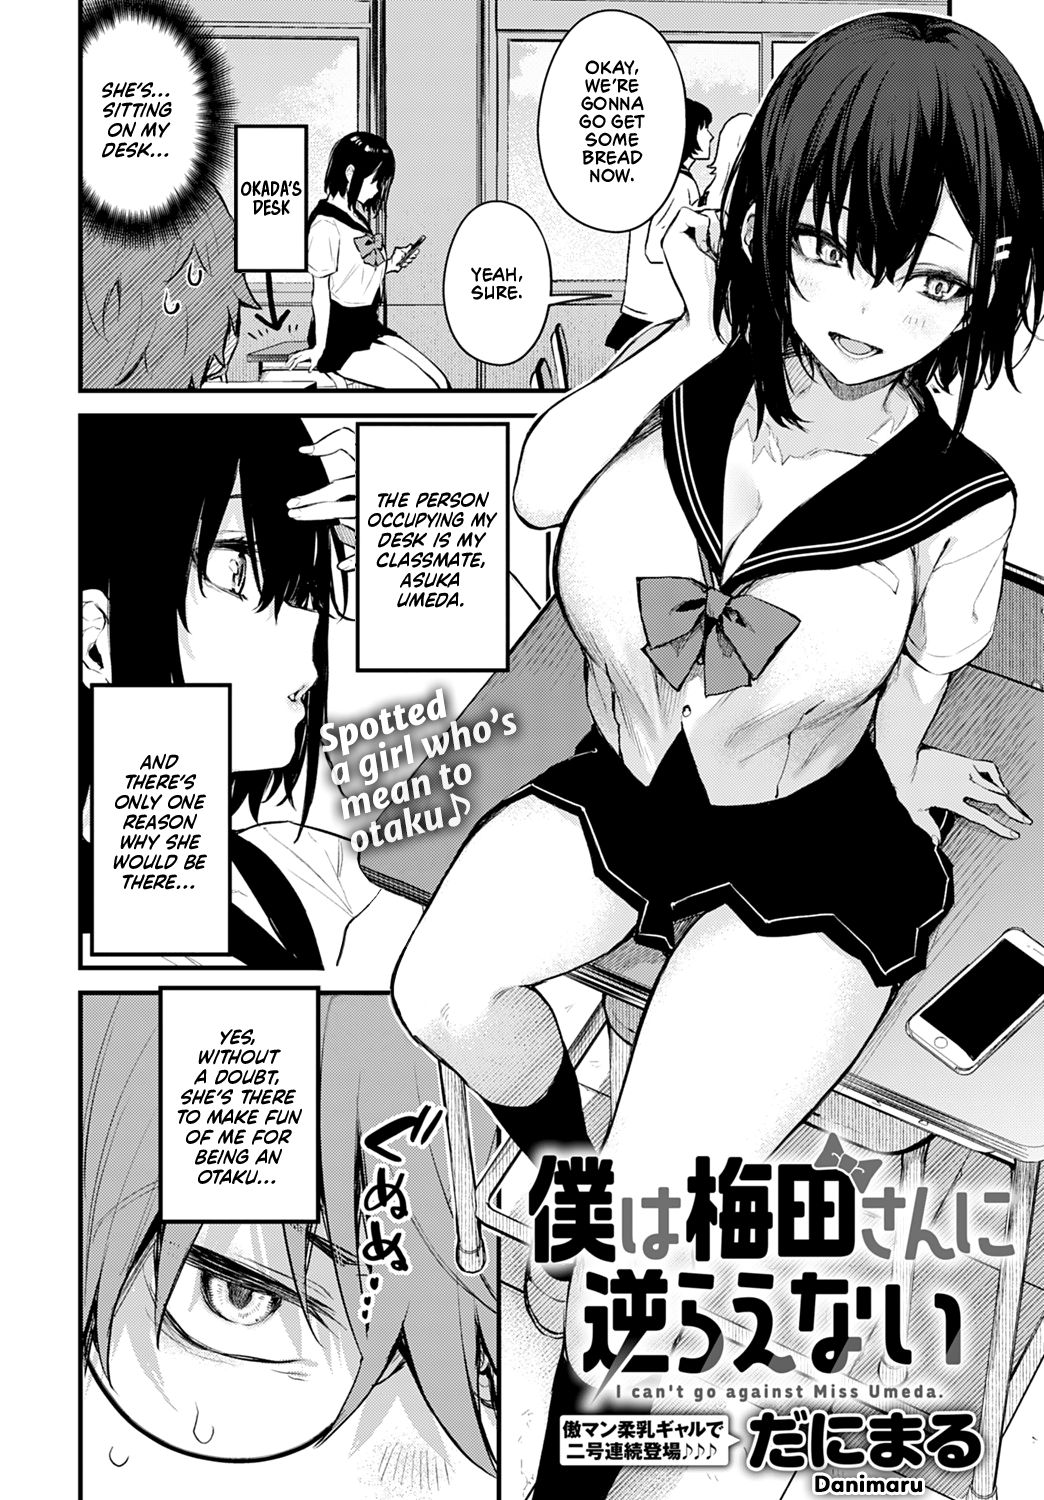 SHE'S...
SITTING
ON MY
DESK...
OKADA'S
DESK
OKAY,
WE'RE
GONNA
GO GET
SOME
BREAD
NOW.
YEAH,
SURE.
THE PERSON
OCCUPYING MY
DESK IS MY
CLASSMATE,
ASUKA
UMEDA.
AND
THERE'S
ONLY ONE
REASON
WHY SHE
WOULD BE
THERE...
Spotted
a girl who's
mean to
otaku♪
YES,
WITHOUT
A DOUBT,
SHE'S THERE
TO MAKE FUN
OF ME FOR
BEING AN
OTAKU...
ぐぬぬ…
僕は梅田さんに
逆らえない
I can't go against Miss Umeda.
傲マン柔乳ギャルで
二号連続登場♪♪♪
だにまる
Danimaru